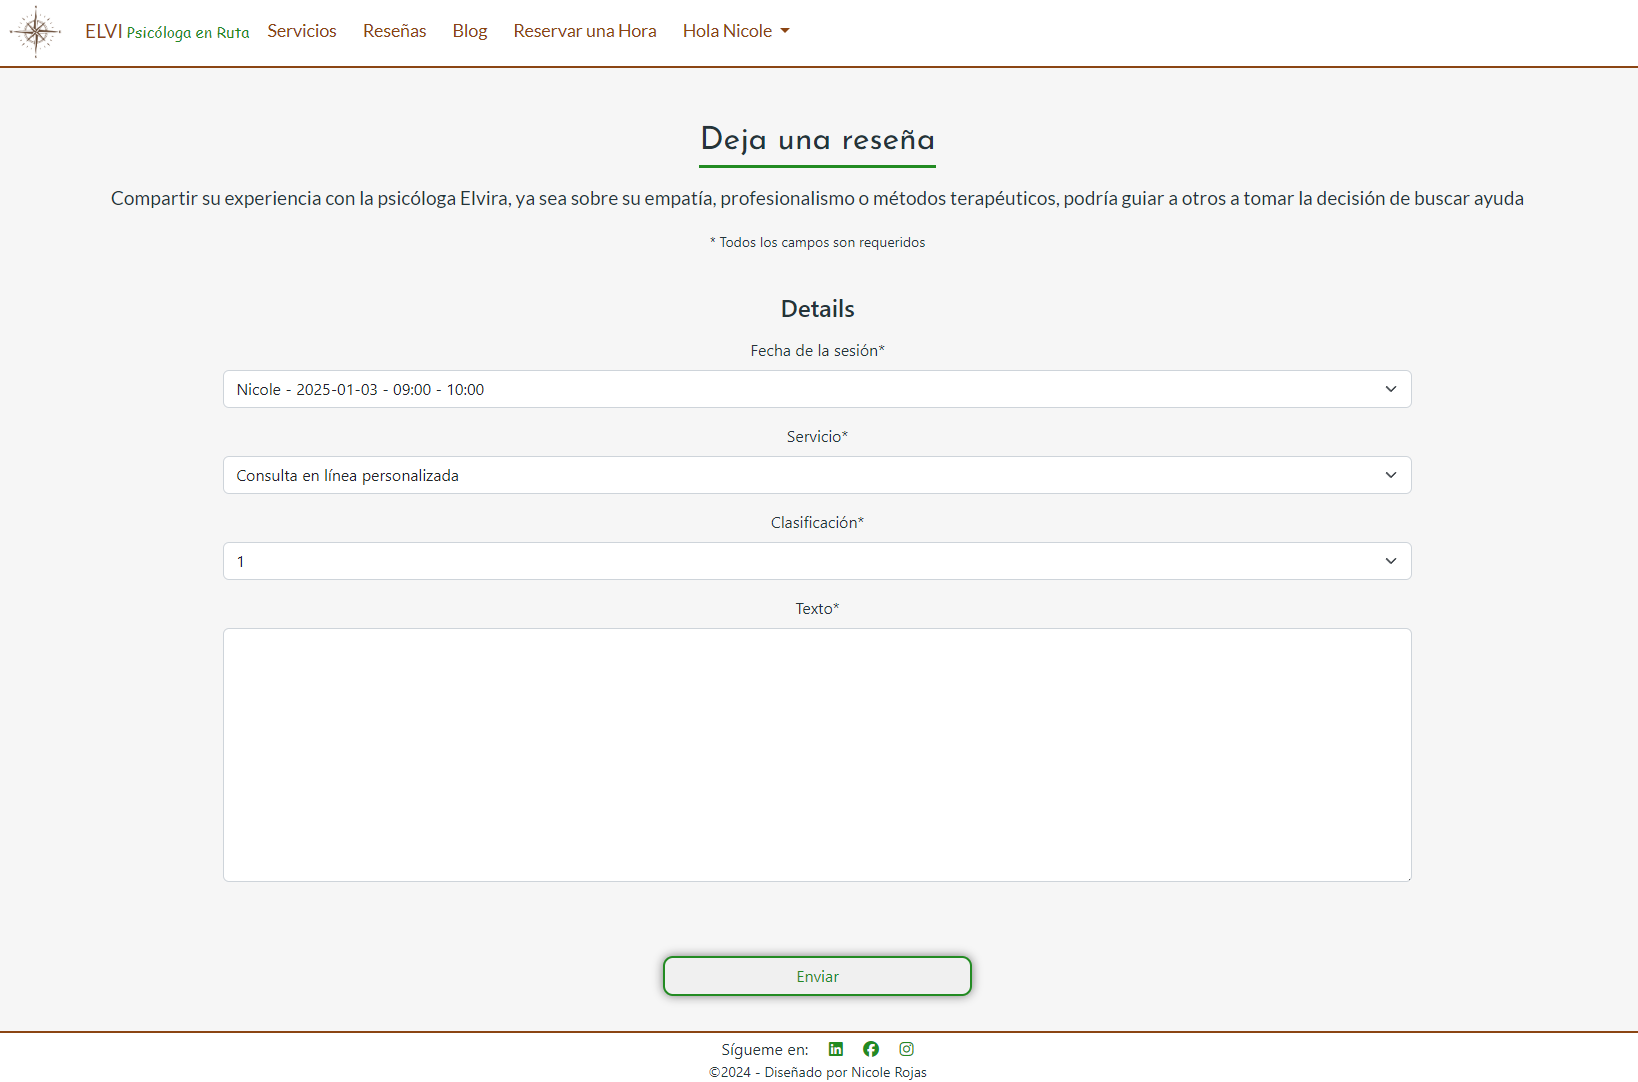 ELVI Psicóloga en Ruta Servicios Reseñas Blog Reservar una Hora Hola Nicole
Deja una reseña
Compartir su experiencia con la psicóloga Elvira, ya sea sobre su empatía, profesionalismo o métodos terapéuticos, podría guiar a otros a tomar la decisión de buscar ayuda
* Todos los campos son requeridos
Details
Fecha de la sesión*
Nicole - 2025-01-03 - 09:00 - 10:00
Servicio*
Consulta en línea personalizada
Clasificación*
1
Texto*
Enviar
Sígueme en:
©2024 - Diseñado por Nicole Rojas